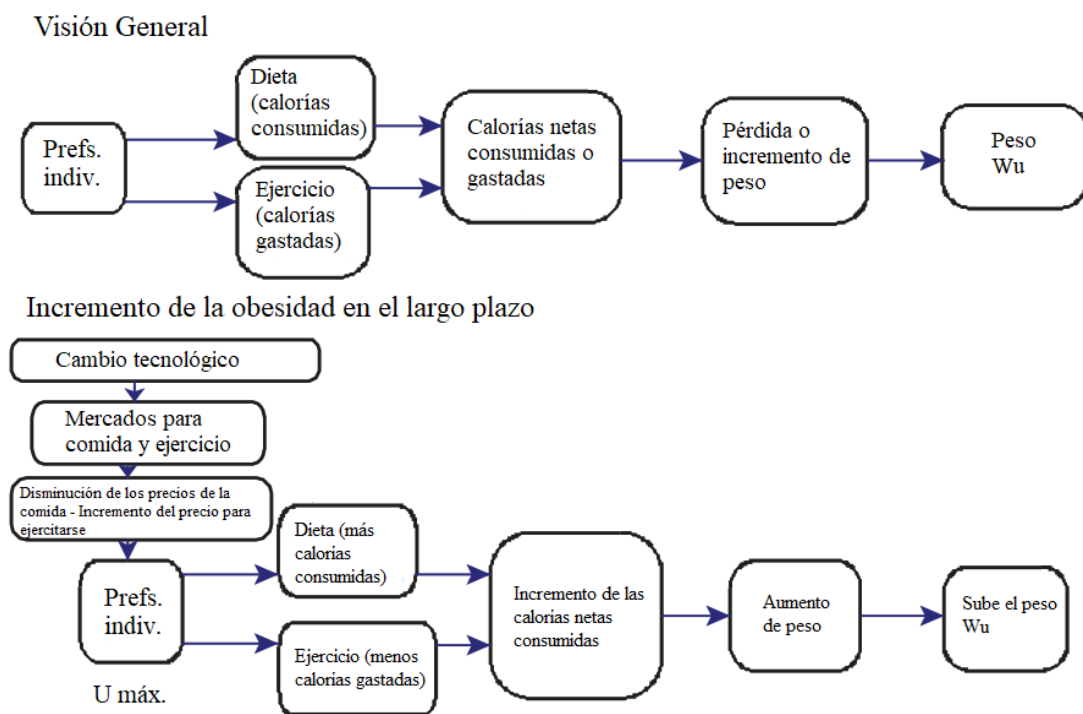 Visión General
Prefs.
indiv.
Dieta
(calorías
consumidas)
Ejercicio
(calorías
gastadas)
Calorías netas
consumidas o
gastadas
Pérdida o
incremento de
peso
Peso
Wu
Incremento de la obesidad en el largo plazo
Cambio tecnológico
Mercados para
comida y ejercicio
Disminución de los precios de la
comida - Incremento del precio para
ejercitarse
Prefs.
indiv.
U máx.
Dieta (más
calorias
consumidas)
Ejercicio (menos
calorías gastadas)
Incremento de las
calorías netas
consumidas
Aumento
de peso
Sube el peso
Wu